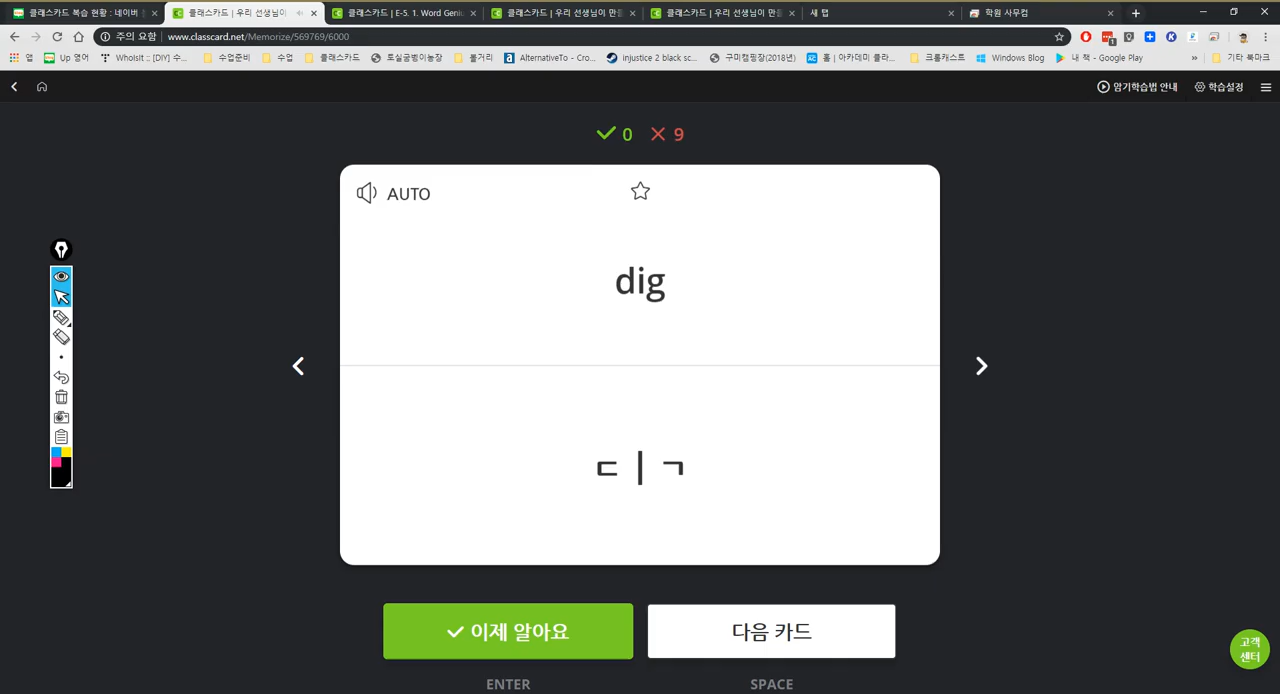 클래스카드 복습 현황 : 네이버
클래스카드 | 우리 선생님이
클래스카드 | E-5. 1. Word Geni
클래스카드 | 우리 선생님이 만든
클래스카드 | 우리 선생님이 만든
새 탭
학원 사무컴
주의 요함
www.classcard.net/Memorize/569769/6000
앱
Up 영어
WhoisIt :: [DIY] 수...
수업준비
수업
클래스카드
토실굼벵이농장
볼거리
AlternativeTo - Cro...
injustice 2 black sc...
구미캠핑장(2018년)
홈 | 아카데미 클라...
크롬캐스트
Windows Blog
내 책 - Google Play
»
기타 북마크
암기학습법 안내
학습설정
0
9
AUTO
dig
ㄷㅣㄱ
이제 알아요
다음 카드
ENTER
SPACE
고객
센터